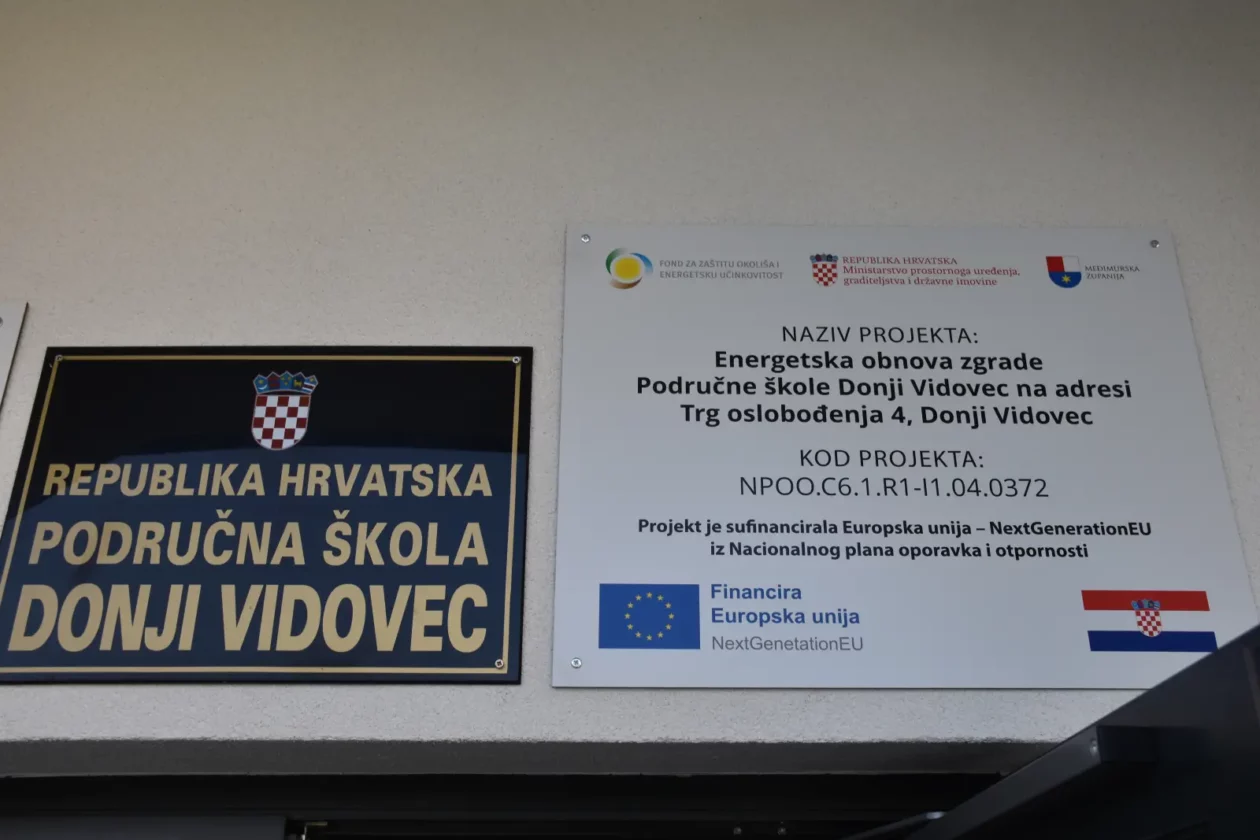 REPUBLIKA HRVATSKA
PODRUČNA ŠKOLA
DONJI VIDOVEC
FOND ZA ZAŠTITU OKOLIŠA I
ENERGETSKU UČINKOVITOST
REPUBLIKA HRVATSKA
Ministarstvo prostornoga uređenja,
graditeljstva i državne imovine
MEĐIMURSKA
ŽUPANIJA
NAZIV PROJEKTA:
Energetska obnova zgrade
Područne škole Donji Vidovec na adresi
Trg oslobođenja 4, Donji Vidovec
KOD PROJEKTA:
NPOO.C6.1.R1-I1.04.0372
Projekt je sufinancirala Europska unija – NextGenerationEU
iz Nacionalnog plana oporavka i otpornosti
Financira
Europska unija
NextGenetationEU